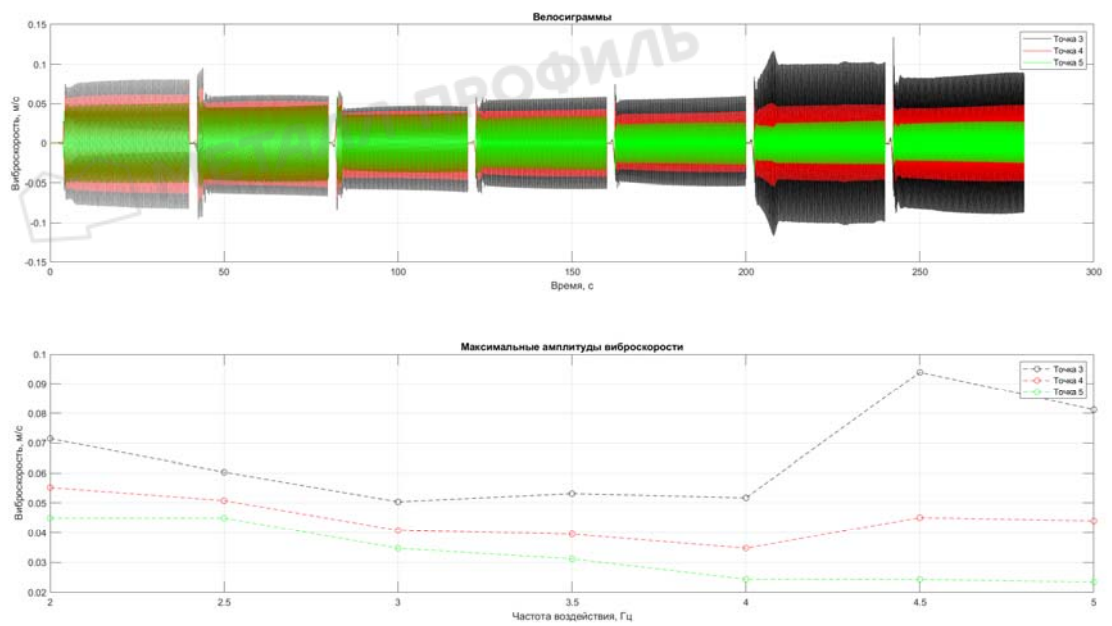 Велосиграммы
0.15
0.1
0.05
0
-0.05
-0.1
-0.15
Виброскорость, м/с
0 50 100 150 200 250 300
Время, с
Точка 3
Точка 4
Точка 5
МЕТАЛЛ ПРОФИЛЬ
Максимальные амплитуды виброскорости
0.1
0.09
0.08
0.07
0.06
0.05
0.04
0.03
0.02
Виброскорость, м/с
2 2.5 3 3.5 4 4.5 5
Частота воздействия, Гц
Точка 3
Точка 4
Точка 5